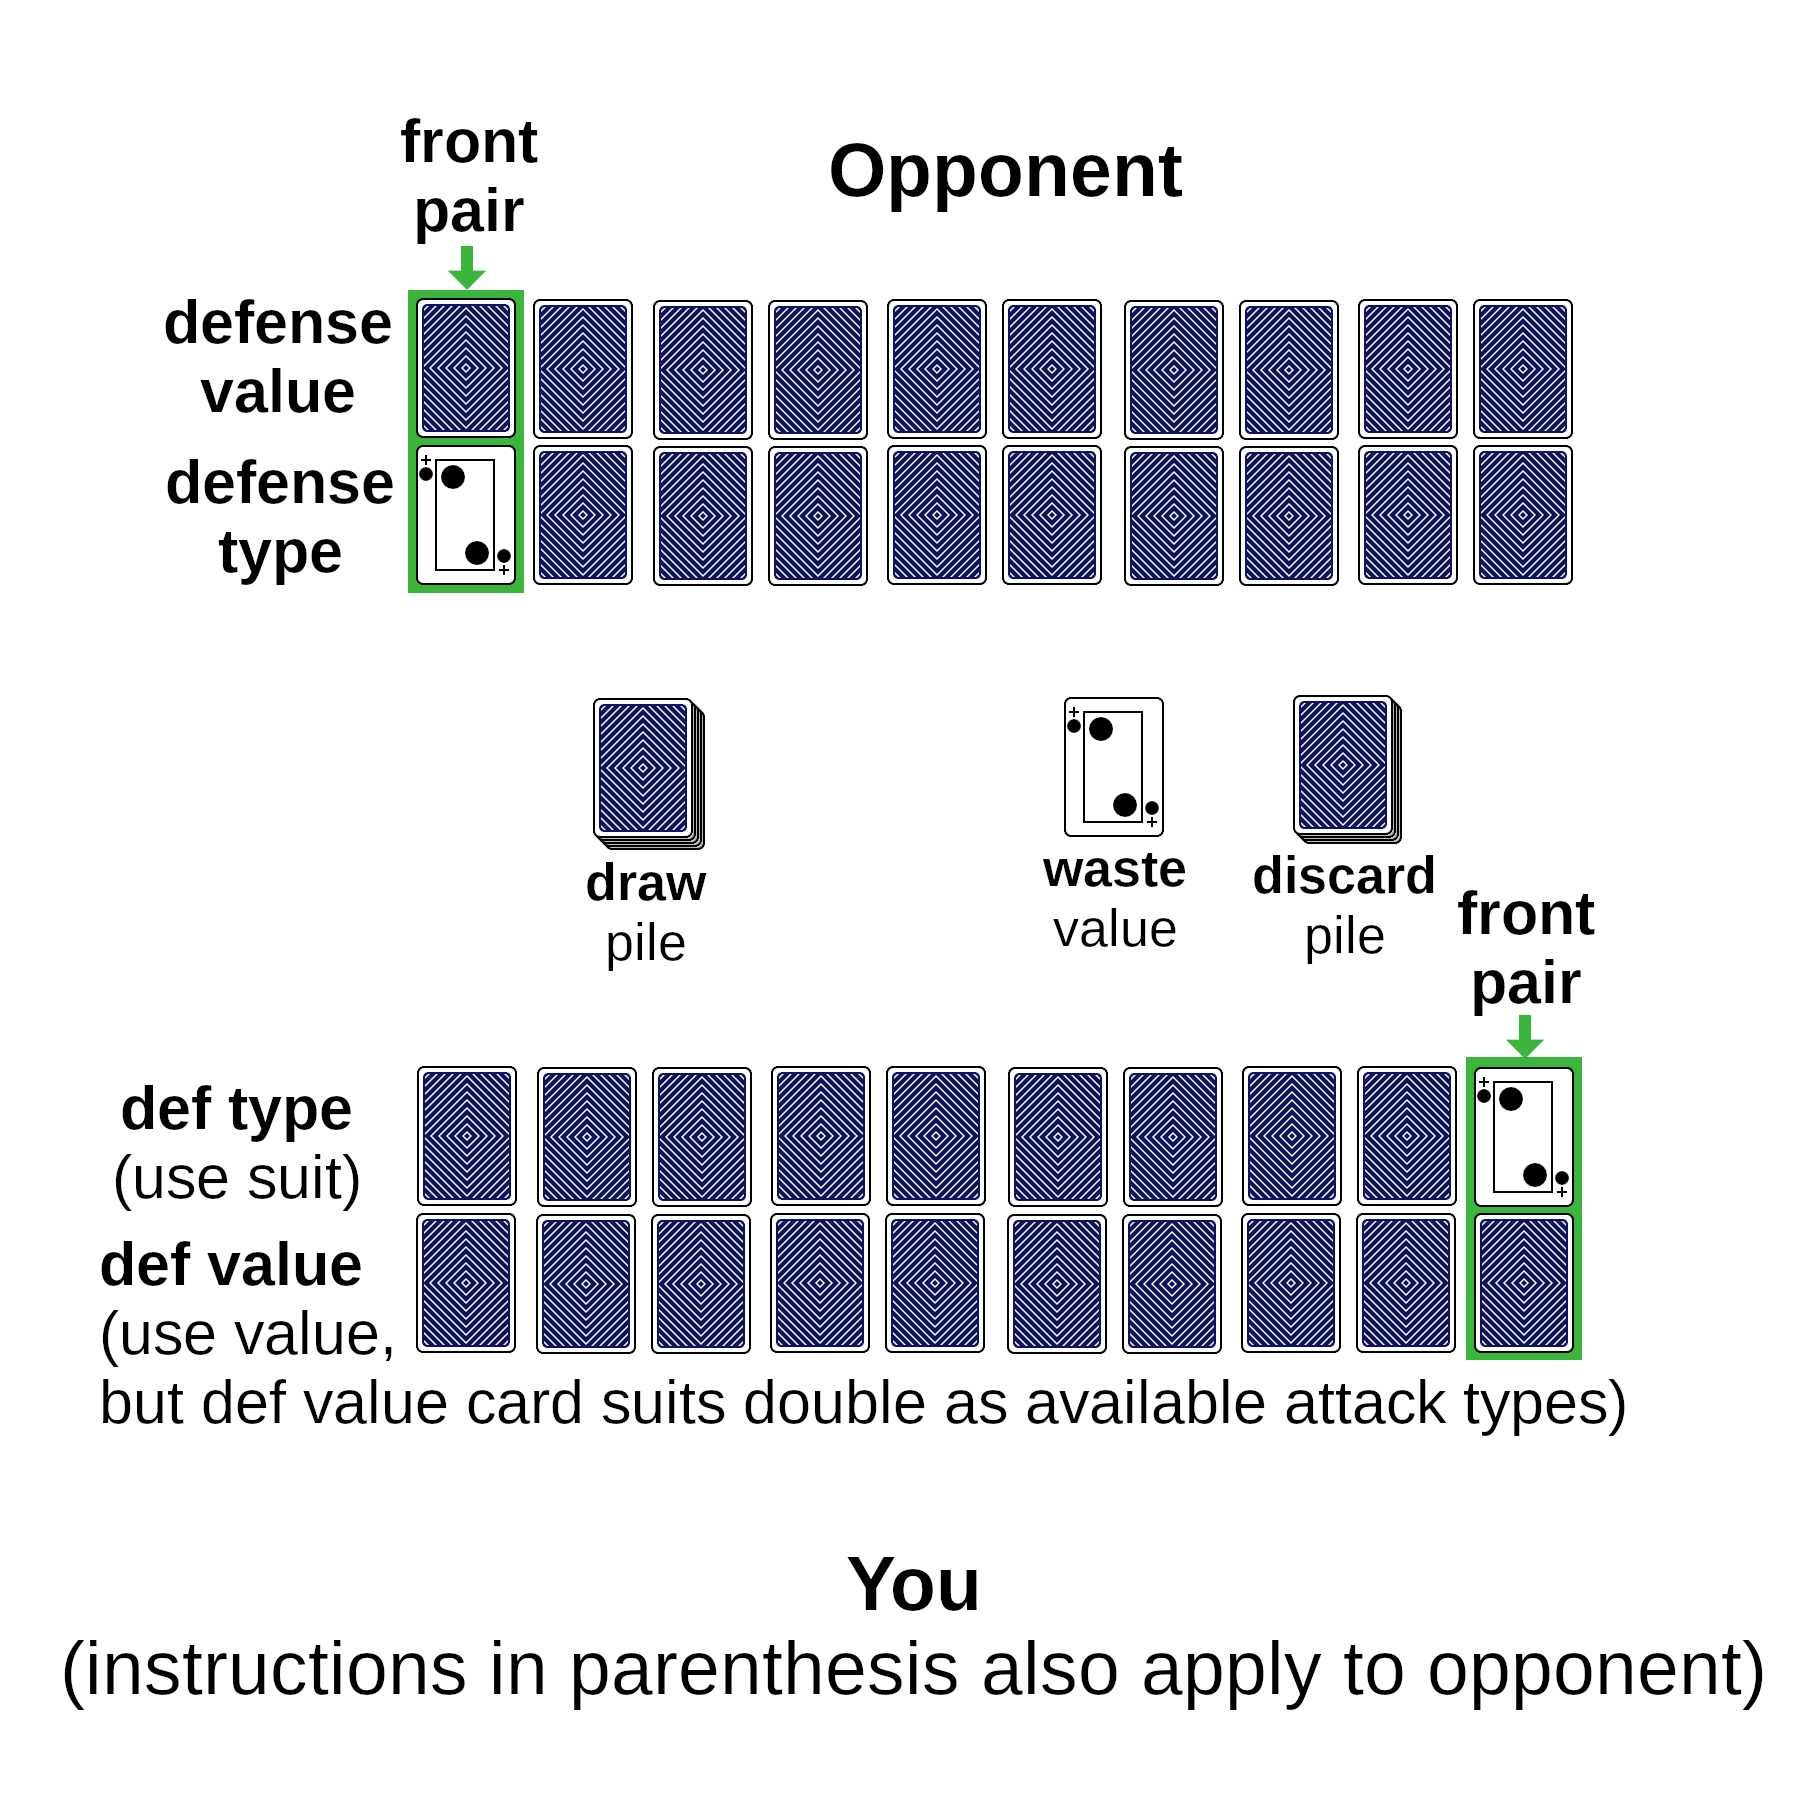 front
pair
Opponent
defense
value
defense
type
draw
pile
waste
value
discard
pile
front
pair
def type
(use suit)
def value
(use value,
but def value card suits double as available attack types)
You
(instructions in parenthesis also apply to opponent)